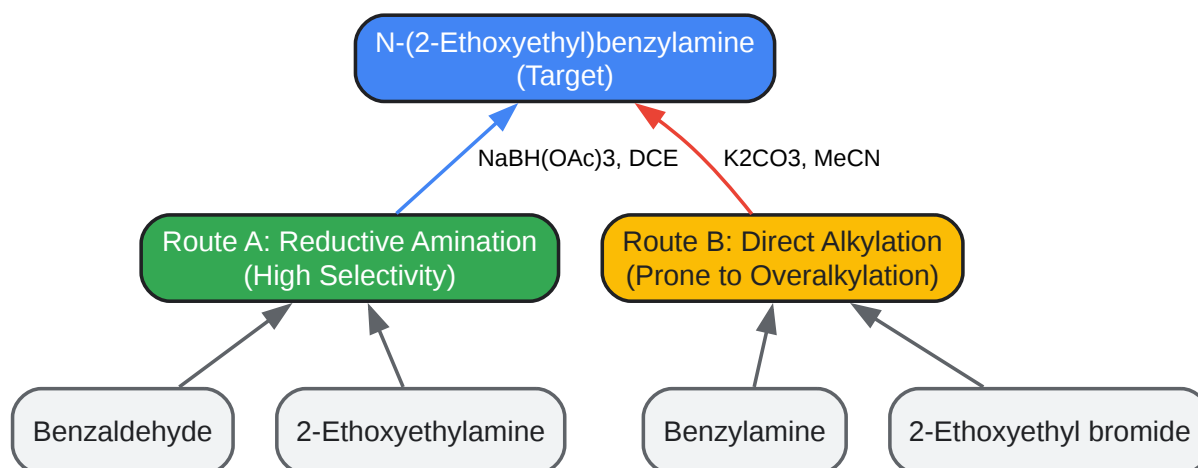 N-(2-Ethoxyethyl)benzylamine
(Target)
NaBH(OAc)3, DCE
K2CO3, MeCN
Route A: Reductive Amination
(High Selectivity)
Route B: Direct Alkylation
(Prone to Overalkylation)
Benzaldehyde
2-Ethoxyethylamine
Benzylamine
2-Ethoxyethyl bromide